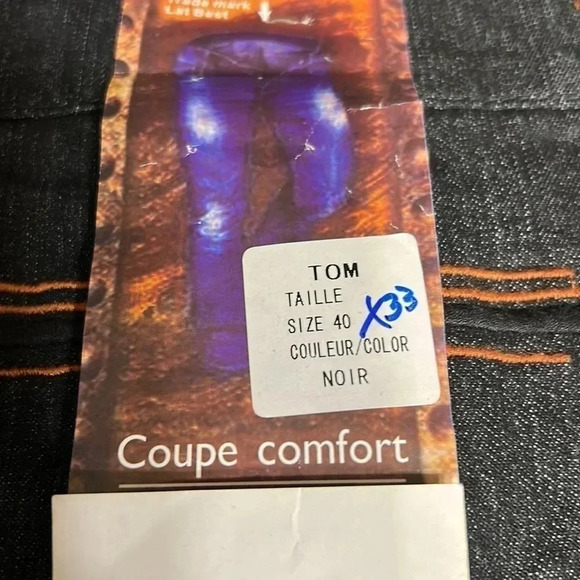 Trade mark
Lat Best
TOM
TAILLE
SIZE 40 x33
COULEUR/COLOR
NOIR
Coupe comfort